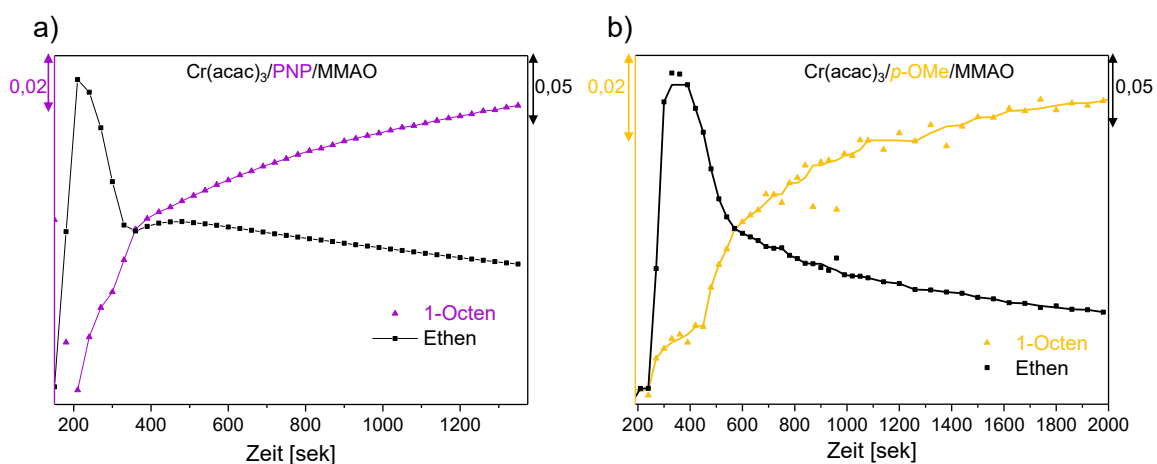 a)
Cr(acac)₃/PNP/MMAO
0,02
0,05
1-Octen
Ethen
200 400 600 800 1000 1200
Zeit [sek]
b)
Cr(acac)₃/p-OMe/MMAO
0,02
0,05
1-Octen
Ethen
200 400 600 800 1000 1200 1400 1600 1800 2000
Zeit [sek]